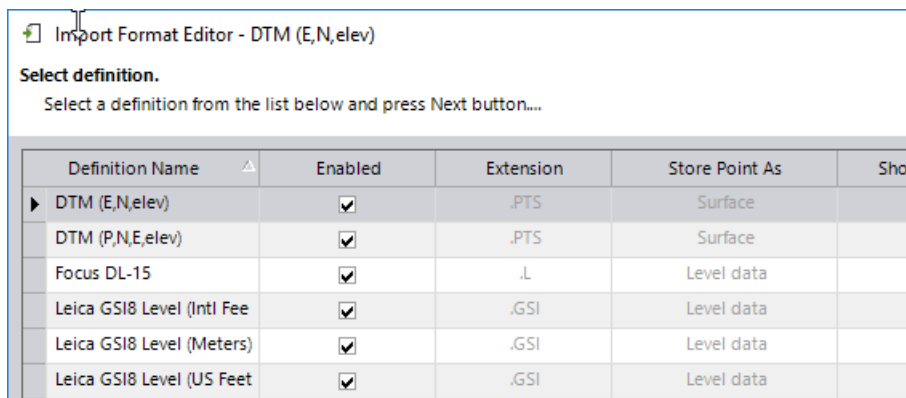 Import Format Editor - DTM (E,N,elev)
Select definition.
Select a definition from the list below and press Next button....
Definition Name Enabled Extension Store Point As Sho
DTM (E,N,elev) .PTS Surface
DTM (P,N,E,elev) .PTS Surface
Focus DL-15 .L Level data
Leica GSI8 Level (Intl Fee .GSI Level data
Leica GSI8 Level (Meters) .GSI Level data
Leica GSI8 Level (US Feet .GSI Level data